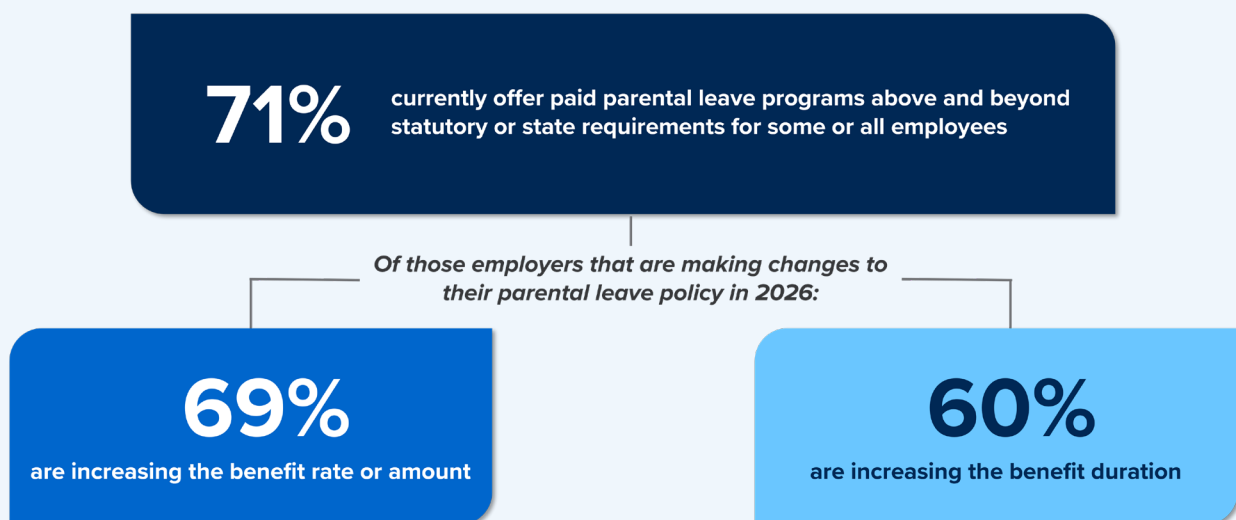 71%
currently offer paid parental leave programs above and beyond
statutory or state requirements for some or all employees
Of those employers that are making changes to
their parental leave policy in 2026:
69%
are increasing the benefit rate or amount
60%
are increasing the benefit duration